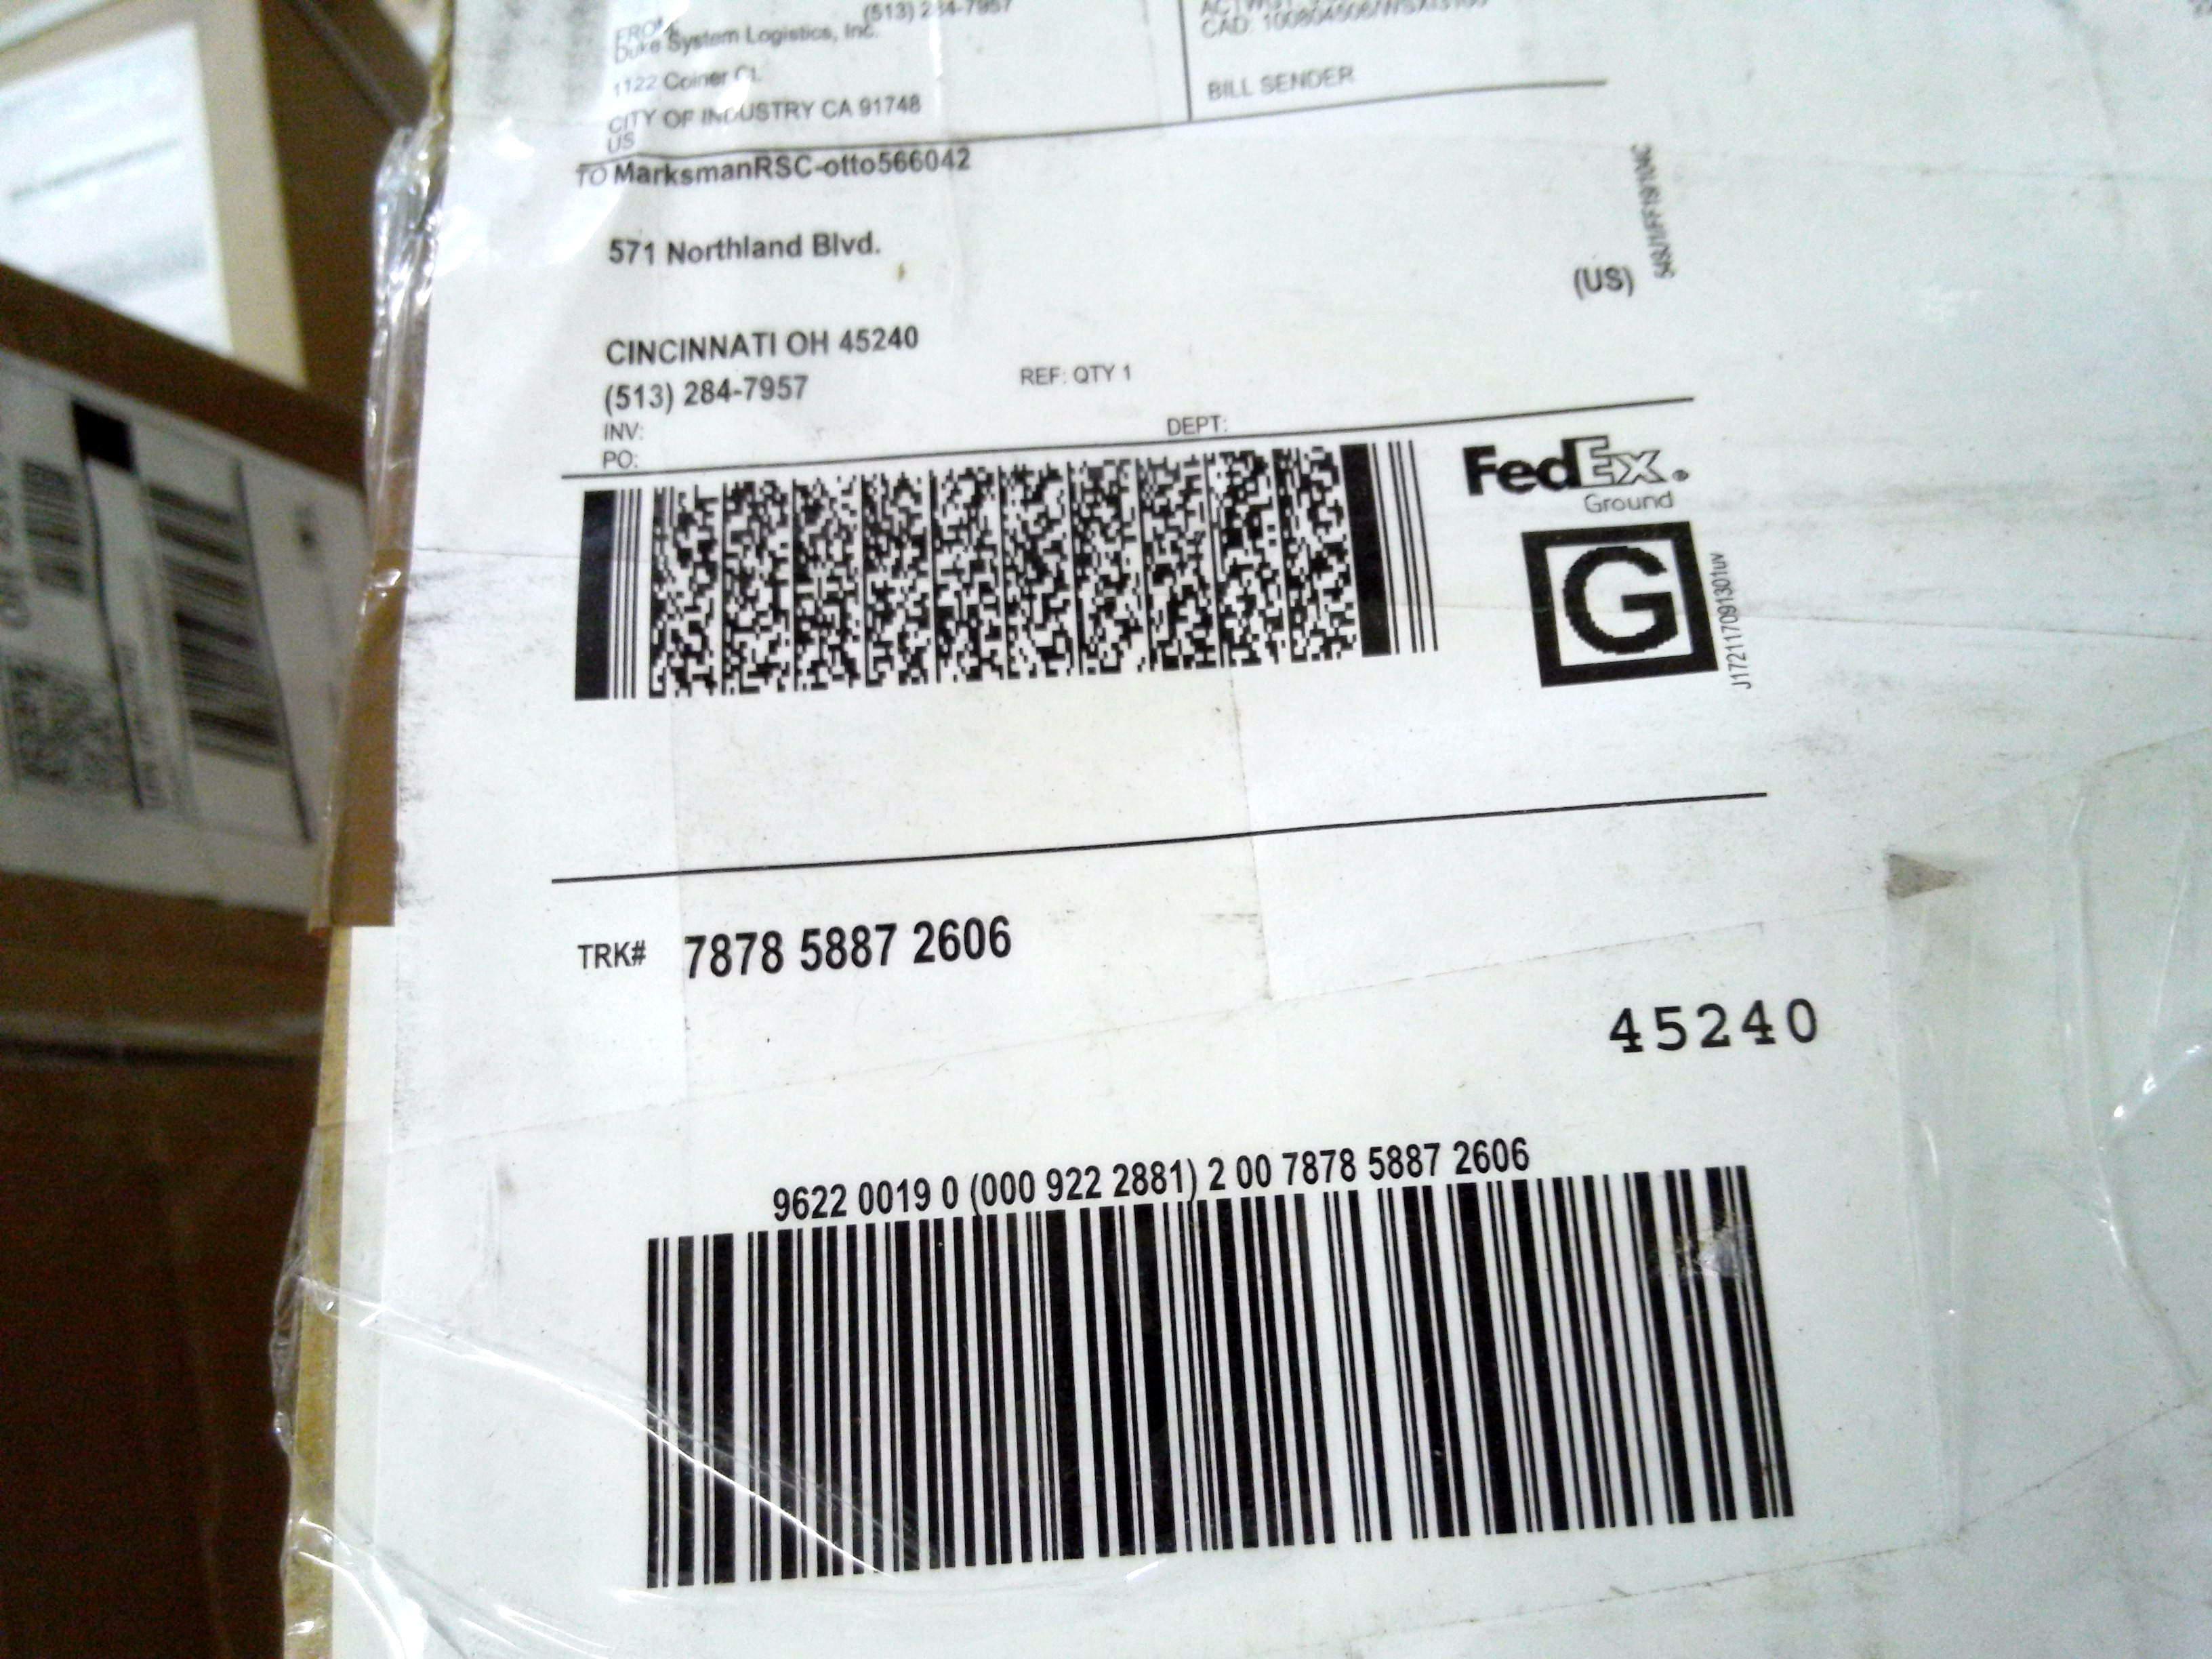 (513) 284-7957
FROM
Duke System Logistics, Inc.
1122 Coiner Ct.
CITY OF INDUSTRY CA 91748
US
BILL SENDER
TO MarksmanRSC-otto566042
571 Northland Blvd.
(US)
CINCINNATI OH 45240
(513) 284-7957
REF: QTY 1
INV:
PO:
DEPT:
FedEx®
Ground
G
J172117091301uv
TRK# 7878 5887 2606
45240
9622 0019 0 (000 922 2881) 2 00 7878 5887 2606